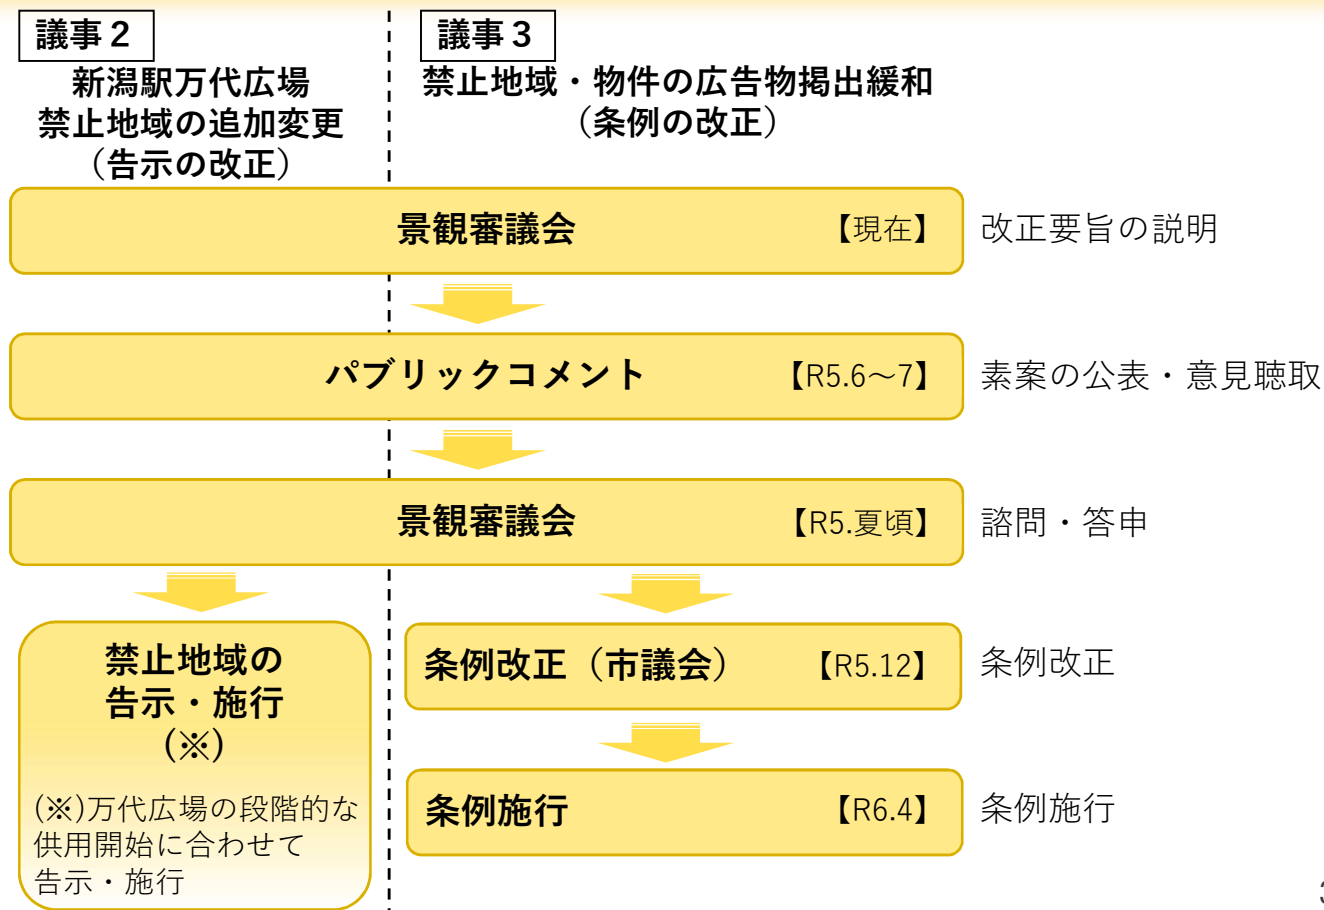 議事２
新潟駅万代広場
禁止地域の追加変更
（告示の改正）
議事３
禁止地域・物件の広告物掲出緩和
（条例の改正）
景観審議会 【現在】 改正要旨の説明
パブリックコメント 【R5.6～7】 素案の公表・意見聴取
景観審議会 【R5.夏頃】 諮問・答申
禁止地域の
告示・施行
(※)
(※)万代広場の段階的な
供用開始に合わせて
告示・施行
条例改正（市議会） 【R5.12】 条例改正
条例施行 【R6.4】 条例施行